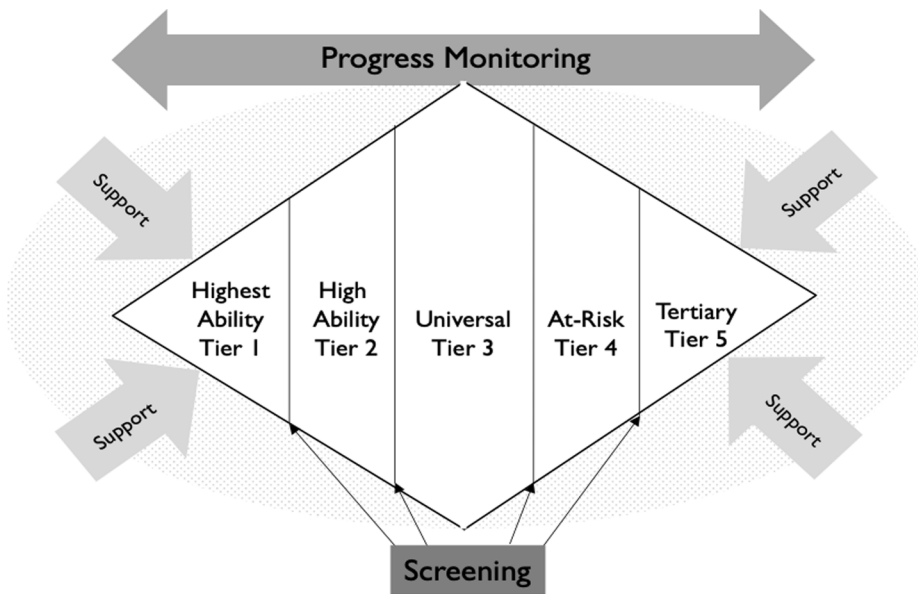 Progress Monitoring
Support
Support
Highest
Ability
Tier 1
High
Ability
Tier 2
Universal
Tier 3
At-Risk
Tier 4
Tertiary
Tier 5
Support
Support
Screening